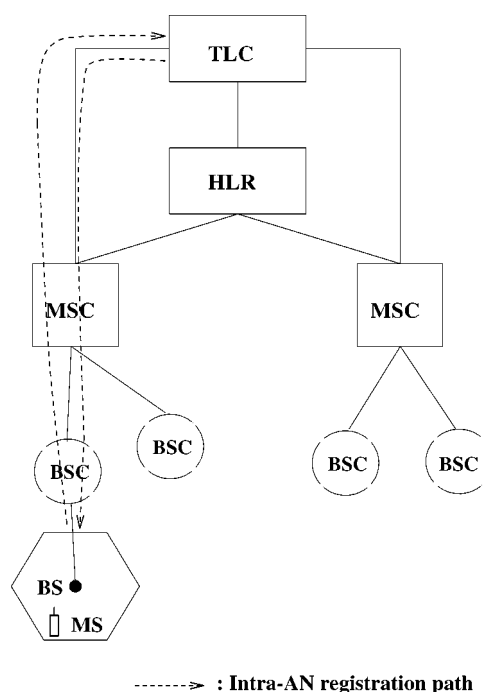 TLC
HLR
MSC
MSC
BSC
BSC
BSC
BSC
BS
MS
: Intra-AN registration path